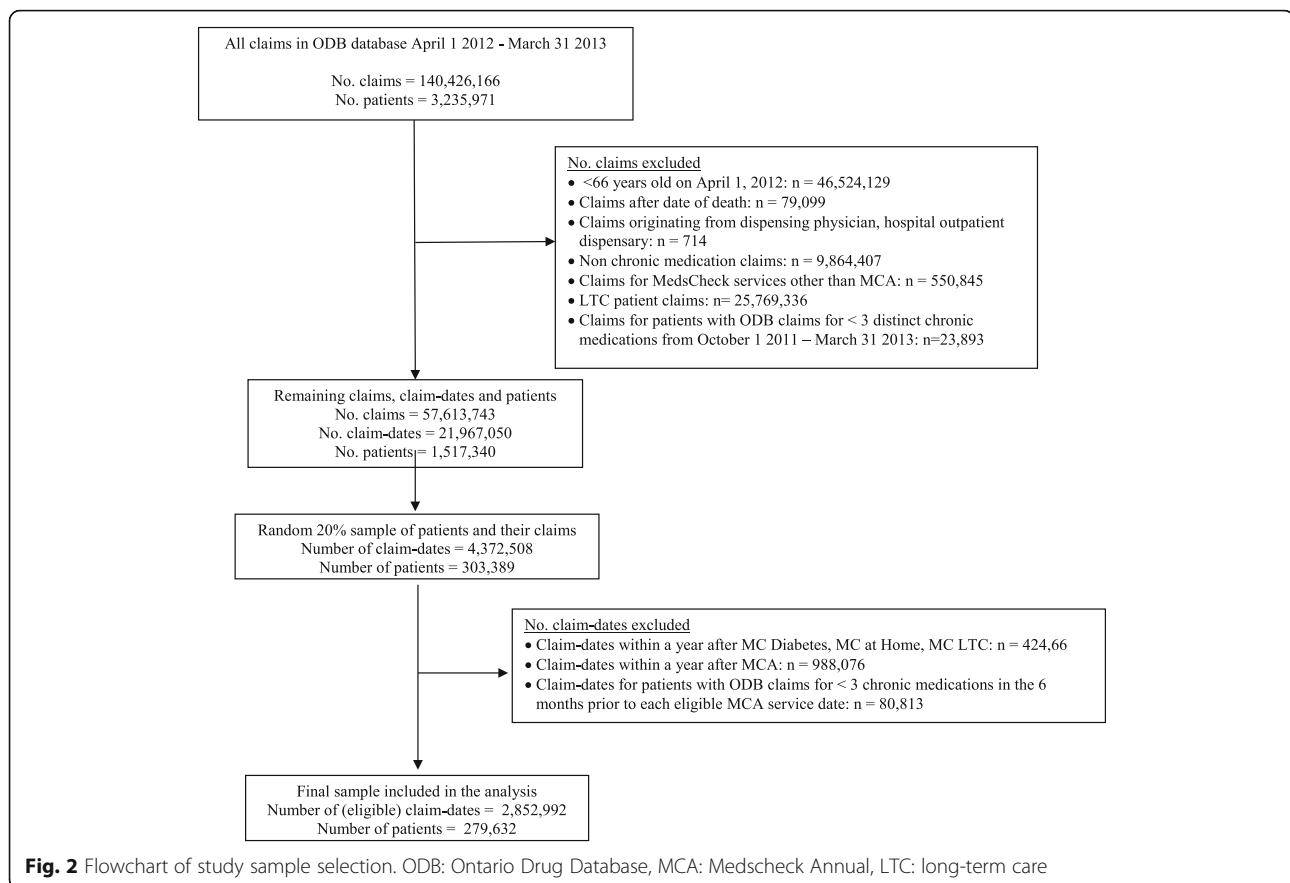 All claims in ODB database April 1 2012 - March 31 2013
No. claims = 140,426,166
No. patients = 3,235,971
No. claims excluded
• <66 years old on April 1, 2012: n = 46,524,129
• Claims after date of death: n = 79,099
• Claims originating from dispensing physician, hospital outpatient
dispensary: n = 714
• Non chronic medication claims: n = 9,864,407
• Claims for MedsCheck services other than MCA: n = 550,845
• LTC patient claims: n= 25,769,336
• Claims for patients with ODB claims for < 3 distinct chronic
medications from October 1 2011 – March 31 2013: n=23,893
Remaining claims, claim-dates and patients
No. claims = 57,613,743
No. claim-dates = 21,967,050
No. patients = 1,517,340
Random 20% sample of patients and their claims
Number of claim-dates = 4,372,508
Number of patients = 303,389
No. claim-dates excluded
• Claim-dates within a year after MC Diabetes, MC at Home, MC LTC: n = 424,66
• Claim-dates within a year after MCA: n = 988,076
• Claim-dates for patients with ODB claims for < 3 chronic medications in the 6
months prior to each eligible MCA service date: n = 80,813
Final sample included in the analysis
Number of (eligible) claim-dates = 2,852,992
Number of patients = 279,632
Fig. 2 Flowchart of study sample selection. ODB: Ontario Drug Database, MCA: Medscheck Annual, LTC: long-term care